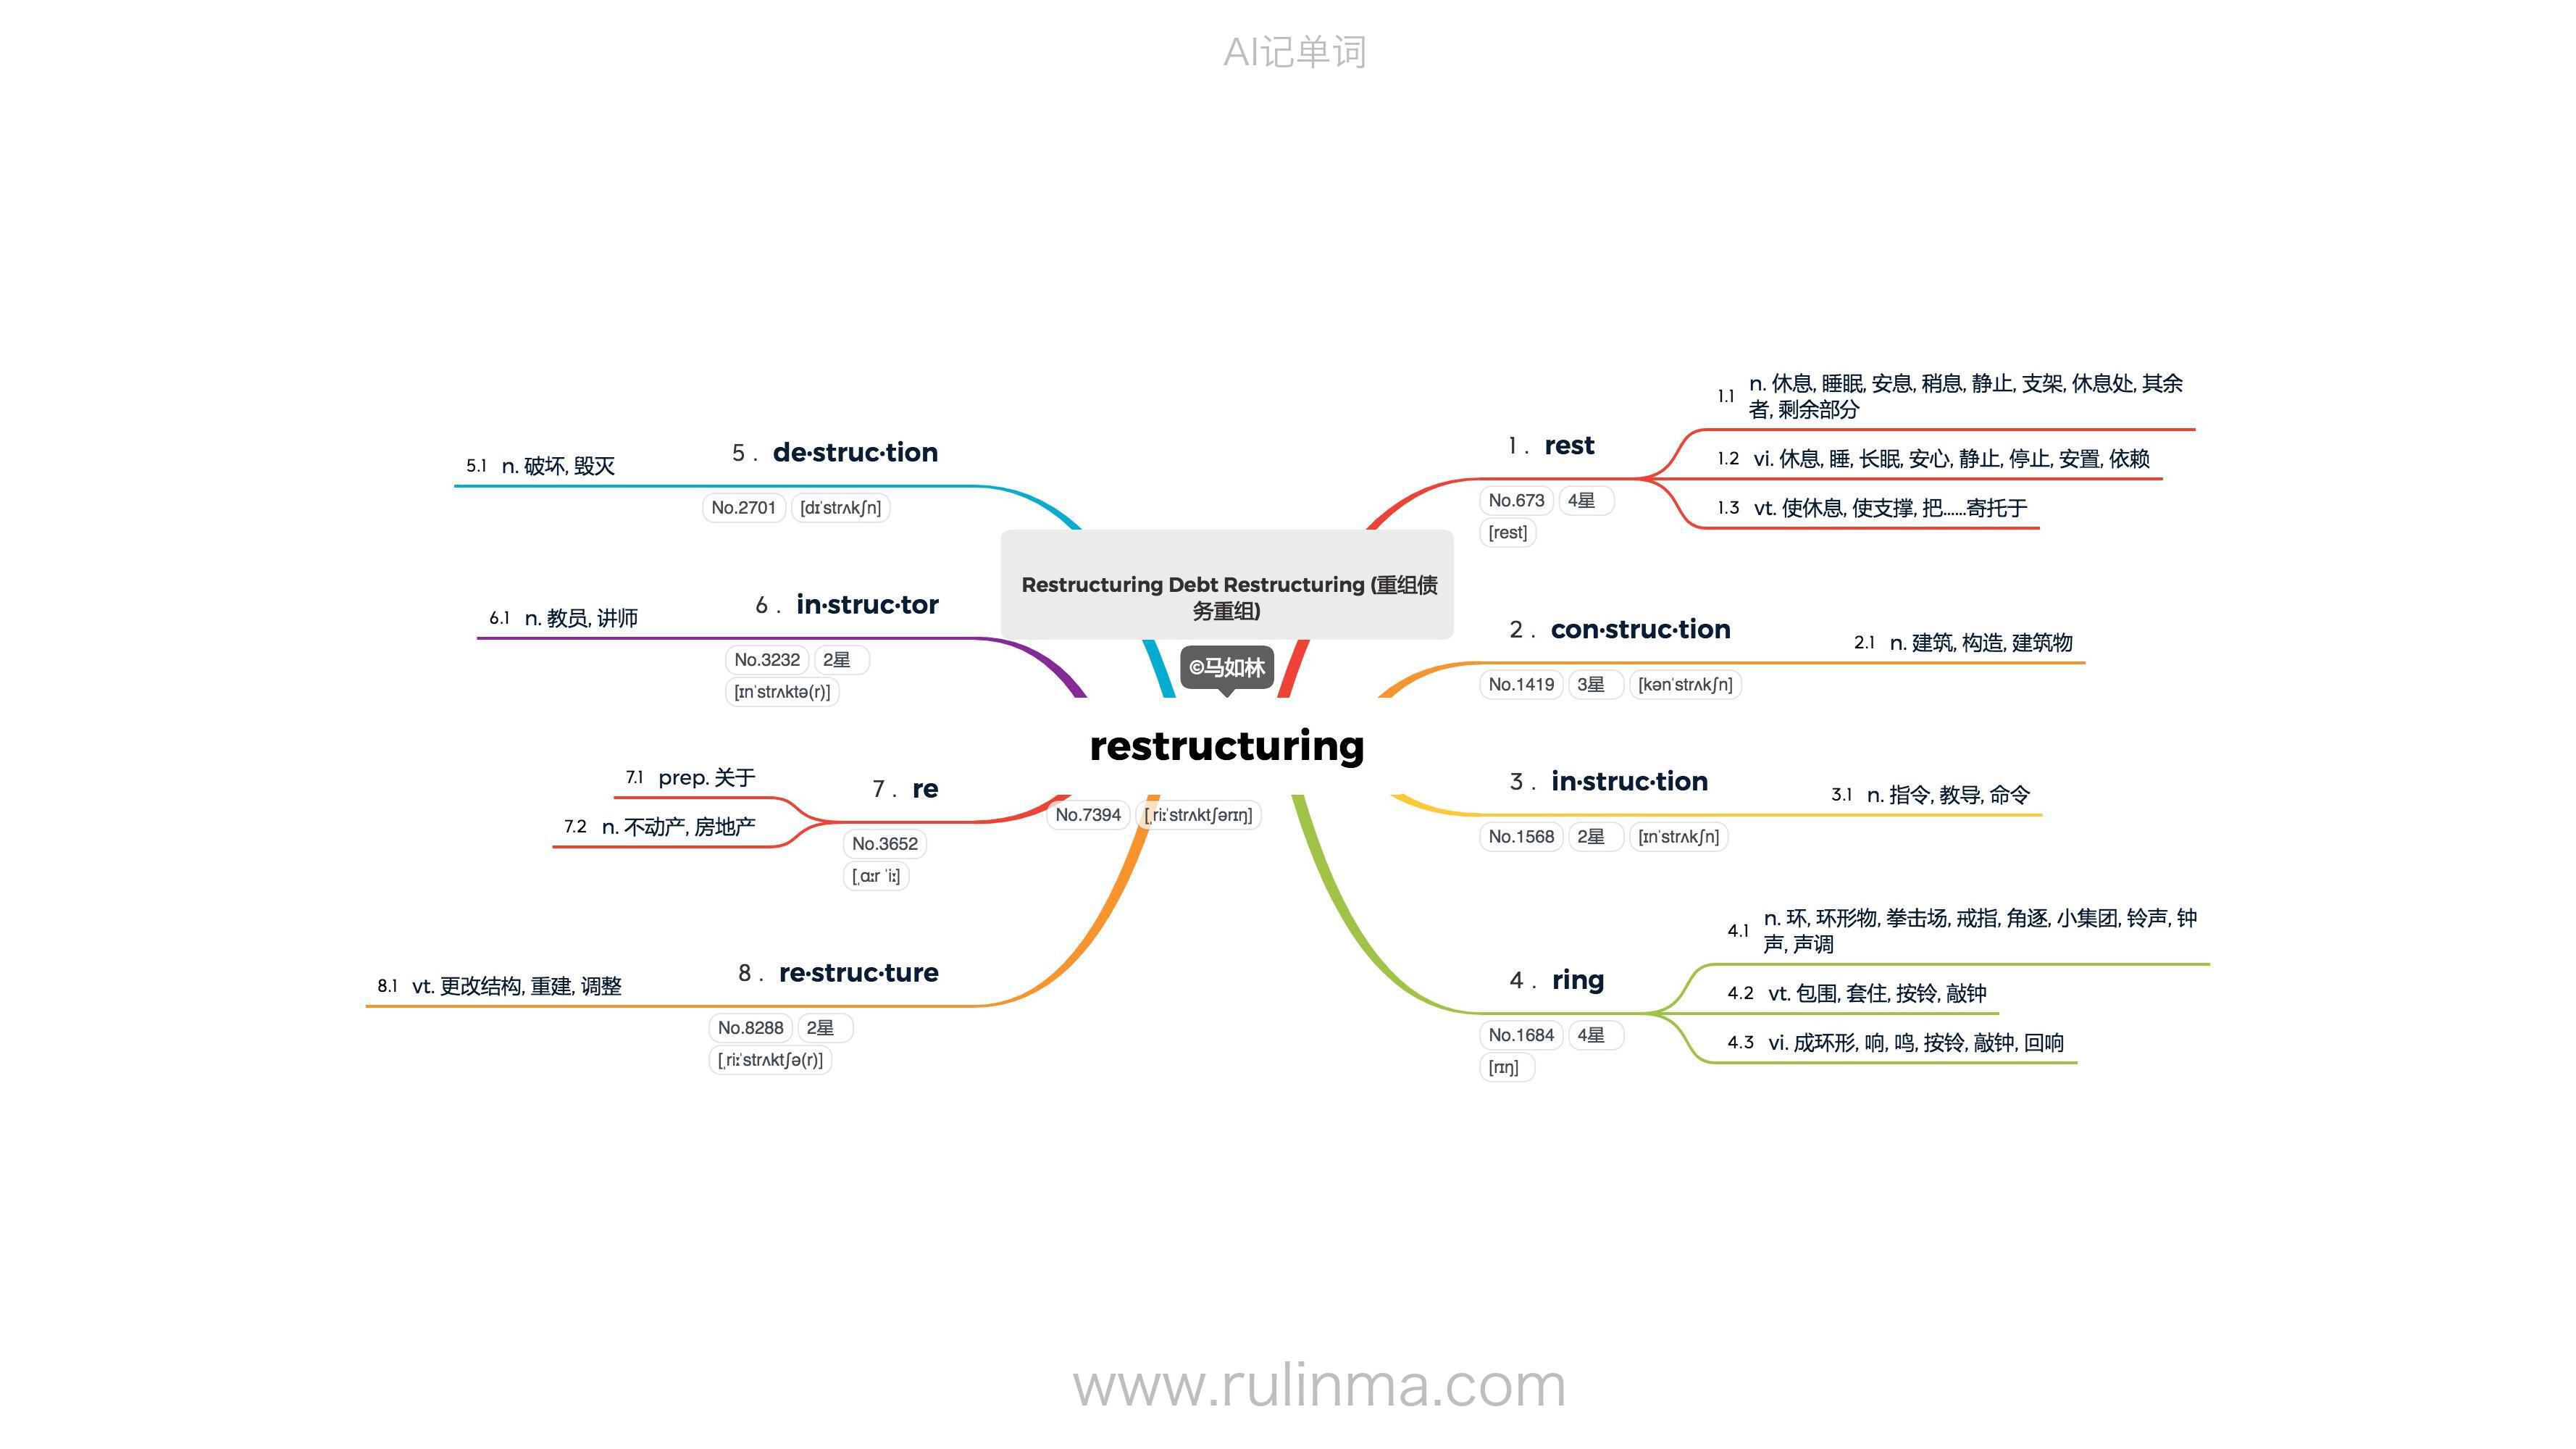 AI记单词
Restructuring Debt Restructuring (重组债
务重组)
©马如林
restructuring
No.7394 [ˌriːˈstrʌktʃərɪŋ]
1 . rest
No.673 4星
[rest]
1.1 n. 休息, 睡眠, 安息, 稍息, 静止, 支架, 休息处, 其余
者, 剩余部分
1.2 vi. 休息, 睡, 长眠, 安心, 静止, 停止, 安置, 依赖
1.3 vt. 使休息, 使支撑, 把……寄托于
2 . con·struc·tion
No.1419 3星 [kənˈstrʌkʃn]
2.1 n. 建筑, 构造, 建筑物
3 . in·struc·tion
No.1568 2星 [ɪnˈstrʌkʃn]
3.1 n. 指令, 教导, 命令
4 . ring
No.1684 4星
[rɪŋ]
4.1 n. 环, 环形物, 拳击场, 戒指, 角逐, 小集团, 铃声, 钟
声, 声调
4.2 vt. 包围, 套住, 按铃, 敲钟
4.3 vi. 成环形, 响, 鸣, 按铃, 敲钟, 回响
5 . de·struc·tion
No.2701 [dɪˈstrʌkʃn]
5.1 n. 破坏, 毁灭
6 . in·struc·tor
No.3232 2星
[ɪnˈstrʌktə(r)]
6.1 n. 教员, 讲师
7 . re
No.3652
[ˌɑːr ˈiː]
7.1 prep. 关于
7.2 n. 不动产, 房地产
8 . re·struc·ture
No.8288 2星
[ˌriːˈstrʌktʃə(r)]
8.1 vt. 更改结构, 重建, 调整
www.rulinma.com